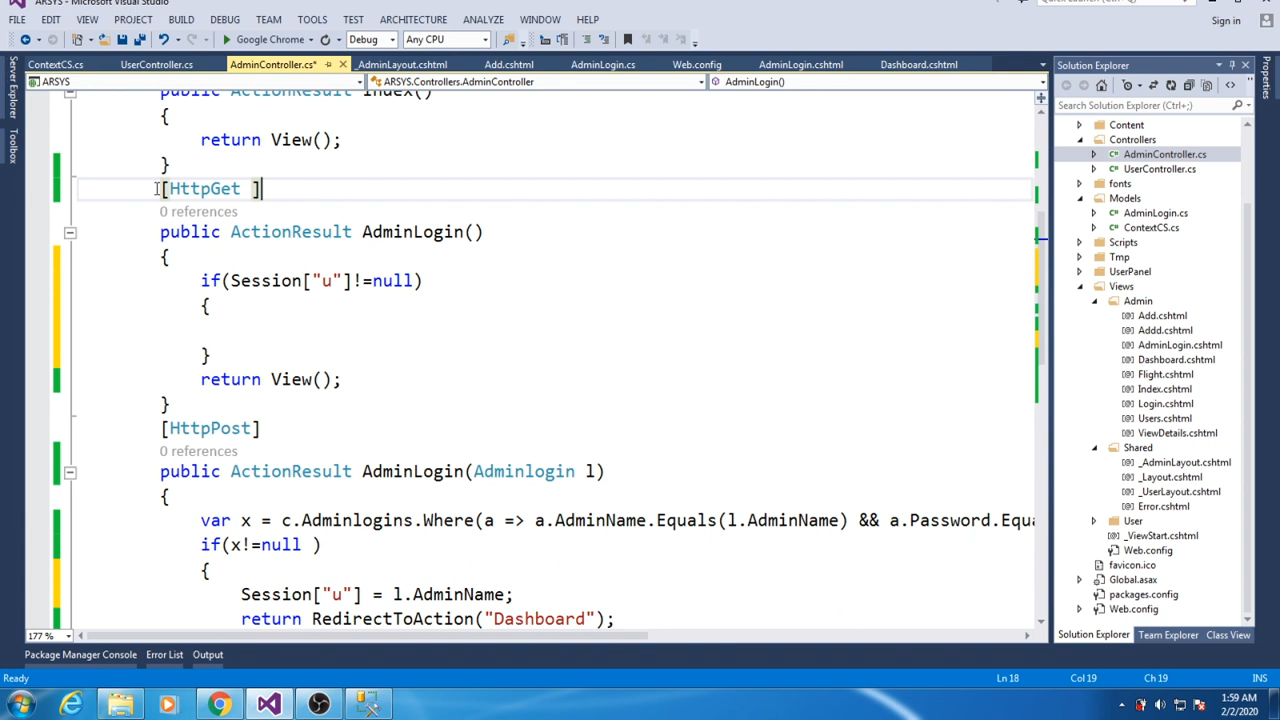 ARSYS - Microsoft Visual Studio
Quick Launch (Ctrl+Q)
FILE EDIT VIEW PROJECT BUILD DEBUG TEAM TOOLS TEST ARCHITECTURE ANALYZE WINDOW HELP
Sign in
Google Chrome Debug Any CPU
ContextCS.cs UserController.cs AdminController.cs* _AdminLayout.cshtml Add.cshtml AdminLogin.cs Web.config AdminLogin.cshtml Dashboard.cshtml
ARSYS ARSYS.Controllers.AdminController AdminLogin()
Server Explorer
Toolbox
public ActionResult Index()
{
return View();
}
[HttpGet ]
0 references
public ActionResult AdminLogin()
{
if(Session["u"]!=null)
{
}
return View();
}
[HttpPost]
0 references
public ActionResult AdminLogin(Adminlogin l)
{
var x = c.Adminlogins.Where(a => a.AdminName.Equals(l.AdminName) && a.Password.Equa
if(x!=null )
{
Session["u"] = l.AdminName;
return RedirectToAction("Dashboard");
177 %
Solution Explorer
Search Solution Explorer (Ctrl+;)
Content
Controllers
AdminController.cs
UserController.cs
fonts
Models
AdminLogin.cs
ContextCS.cs
Scripts
Tmp
UserPanel
Views
Admin
Add.cshtml
Addd.cshtml
AdminLogin.cshtml
Dashboard.cshtml
Flight.cshtml
Index.cshtml
Login.cshtml
Users.cshtml
ViewDetails.cshtml
Shared
_AdminLayout.cshtml
_Layout.cshtml
_UserLayout.cshtml
Error.cshtml
User
_ViewStart.cshtml
Web.config
favicon.ico
Global.asax
packages.config
Web.config
Solution Explorer Team Explorer Class View
Properties
Package Manager Console Error List Output
Ready Ln 18 Col 19 Ch 19 INS
1:59 AM
2/2/2020